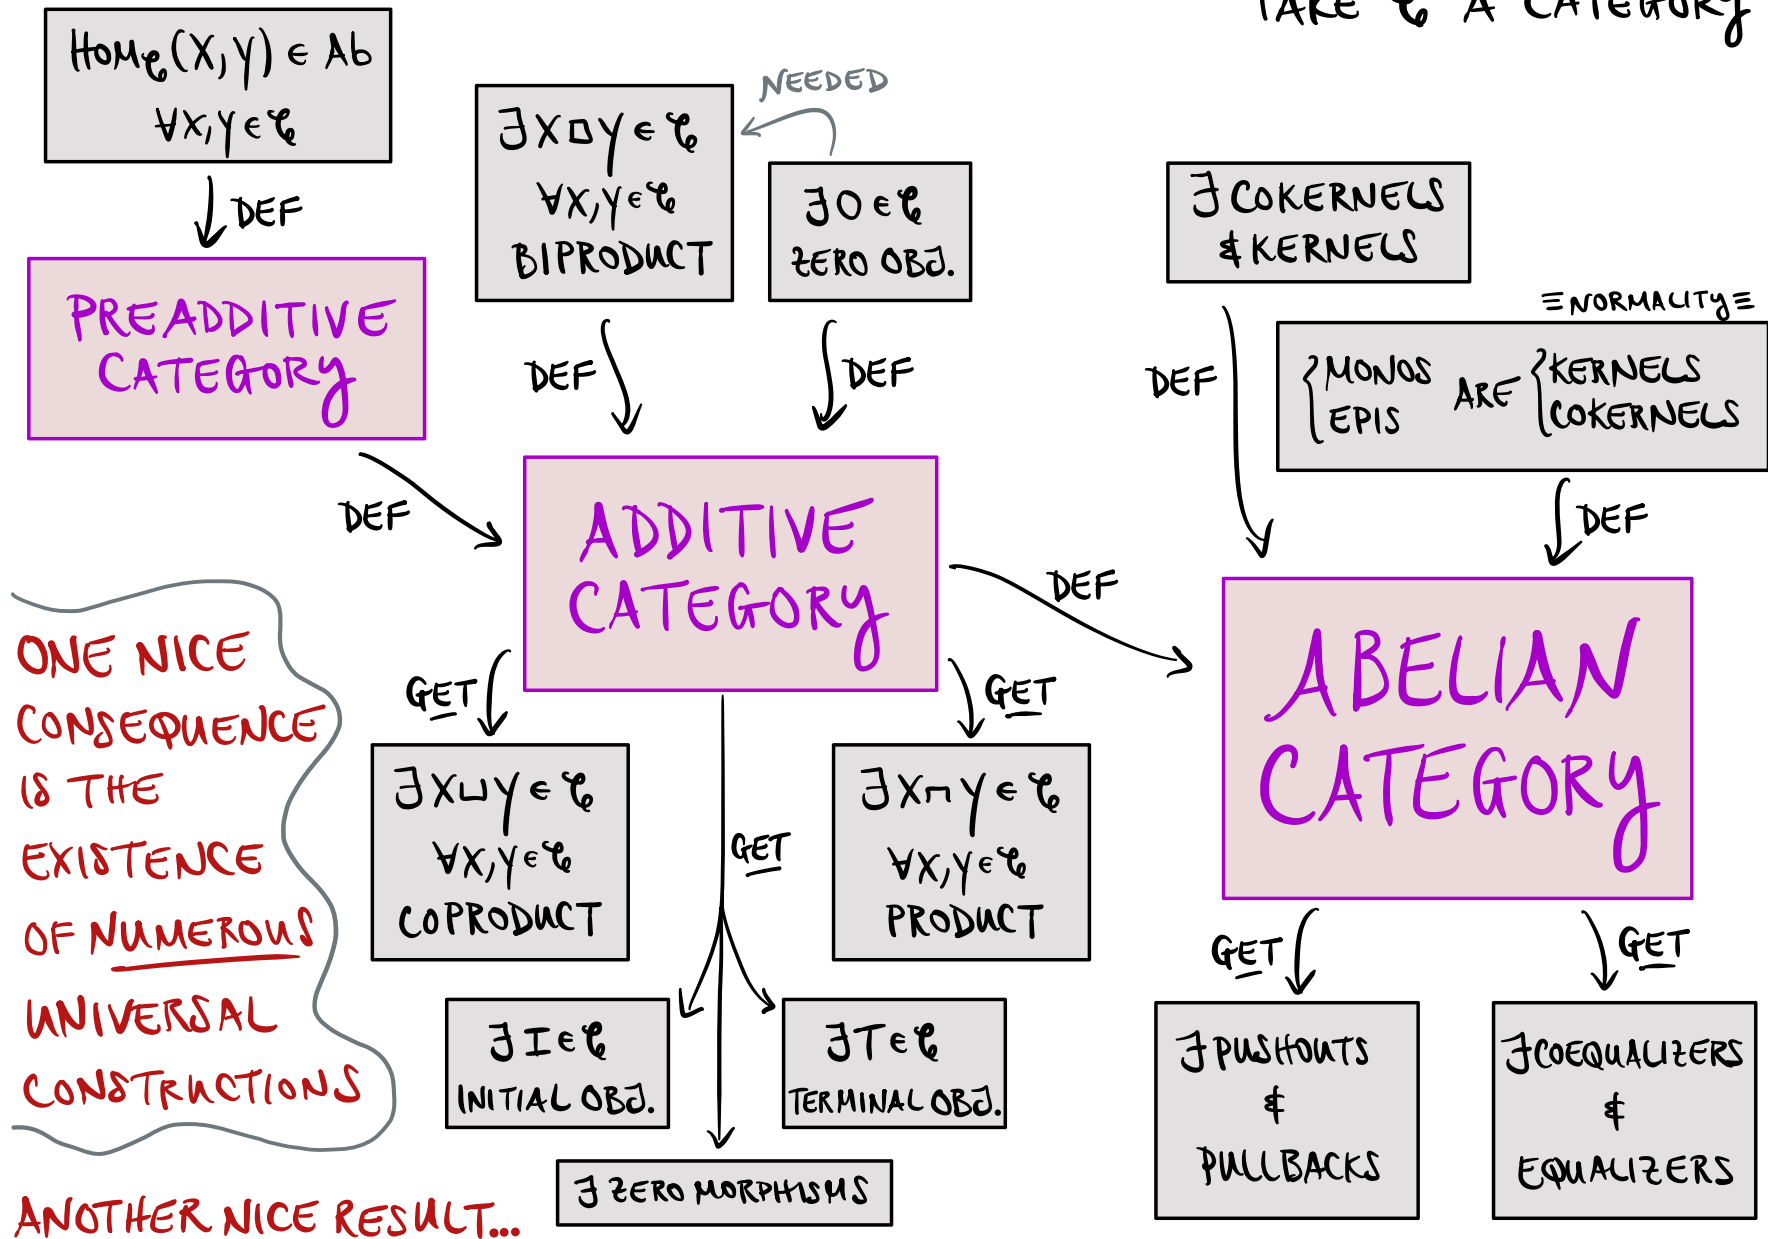 TAKE 𝒞 A CATEGORY
Hom𝒞(X,Y) ∈ Ab
∀X,Y ∈ 𝒞
DEF
PREADDITIVE
CATEGORY
DEF
NEEDED
∃X□Y ∈ 𝒞
∀X,Y ∈ 𝒞
BIPRODUCT
∃0 ∈ 𝒞
ZERO OBJ.
DEF
DEF
ADDITIVE
CATEGORY
DEF
∃ COKERNELS
& KERNELS
DEF
≡NORMALITY≡
{MONOS ARE {KERNELS
EPIS COKERNELS
DEF
ABELIAN
CATEGORY
GET
∃X⊔Y ∈ 𝒞
∀X,Y ∈ 𝒞
COPRODUCT
GET
∃X⊓Y ∈ 𝒞
∀X,Y ∈ 𝒞
PRODUCT
GET
∃I ∈ 𝒞
INITIAL OBJ.
∃T ∈ 𝒞
TERMINAL OBJ.
∃ ZERO MORPHISMS
GET
∃ PUSHOUTS
&
PULLBACKS
GET
∃ COEQUALIZERS
&
EQUALIZERS
ONE NICE
CONSEQUENCE
IS THE
EXISTENCE
OF NUMEROUS
UNIVERSAL
CONSTRUCTIONS
ANOTHER NICE RESULT...